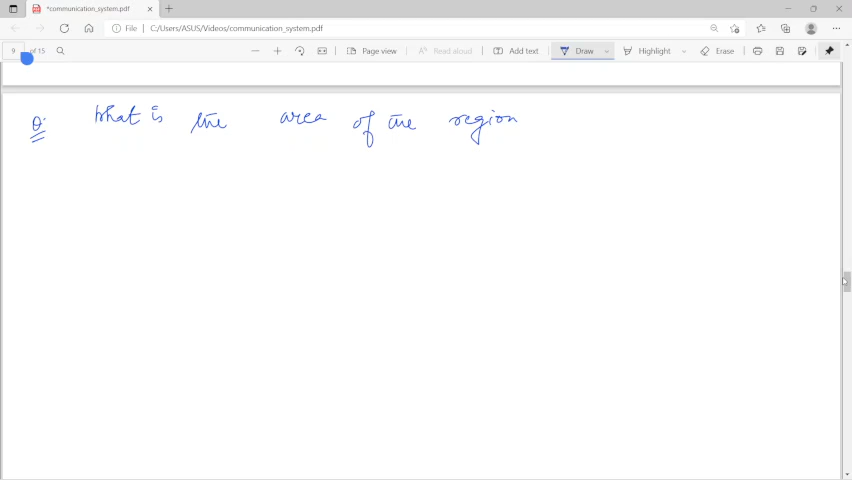 *communication_system.pdf
File C:/Users/ASUS/Videos/communication_system.pdf
9 of 15 Page view Read aloud Add text Draw Highlight Erase
Q. What is the area of the region